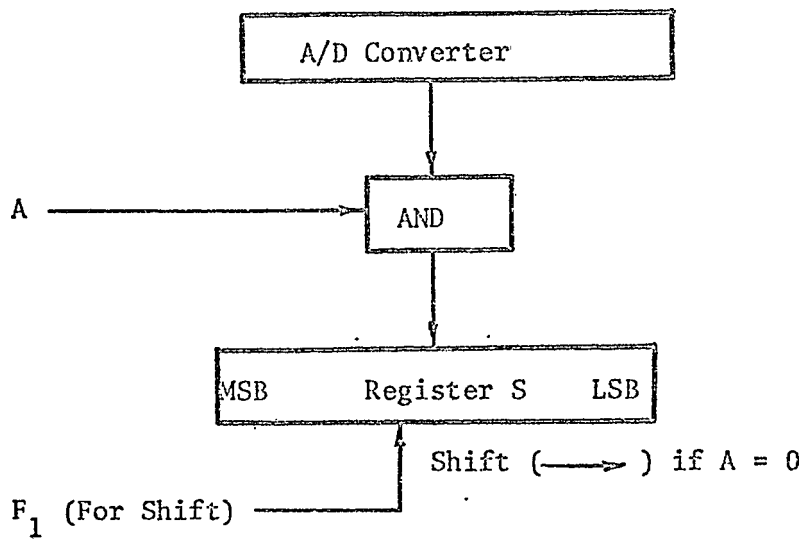 A/D Converter
A
AND
MSB Register S LSB
Shift (⟶) if A = 0
F₁ (For Shift)